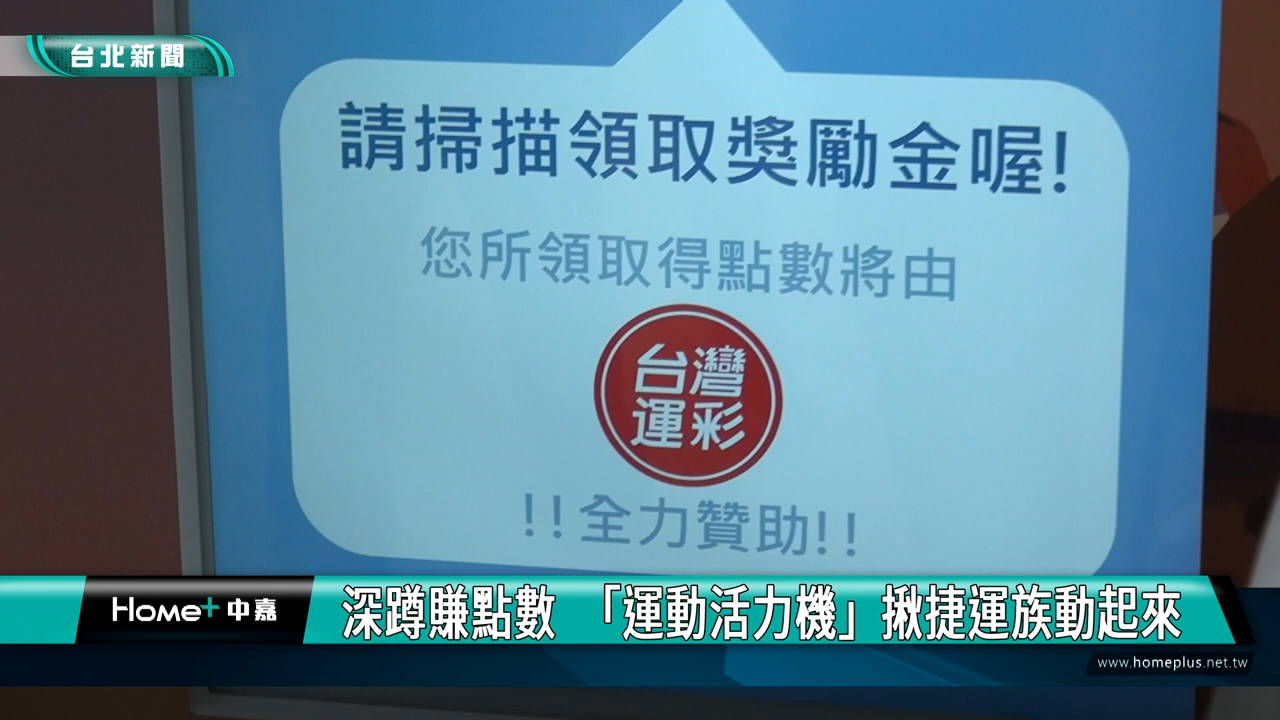 台北新聞
請掃描領取獎勵金喔!
您所領取得點數將由
台灣
運彩
!!全力贊助!!
Home+中嘉
深蹲賺點數 「運動活力機」揪捷運族動起來
www.homeplus.net.tw